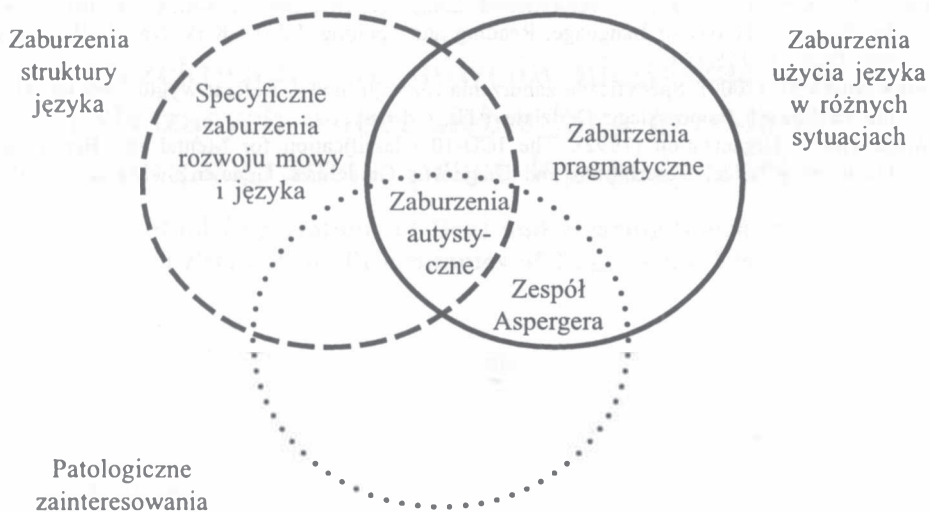 Zaburzenia
struktury
języka
Specyficzne
zaburzenia
rozwoju mowy
i języka
Zaburzenia
pragmatyczne
Zaburzenia
użycia języka
w różnych
sytuacjach
Zaburzenia
autysty-
czne
Zespół
Aspergera
Patologiczne
zainteresowania